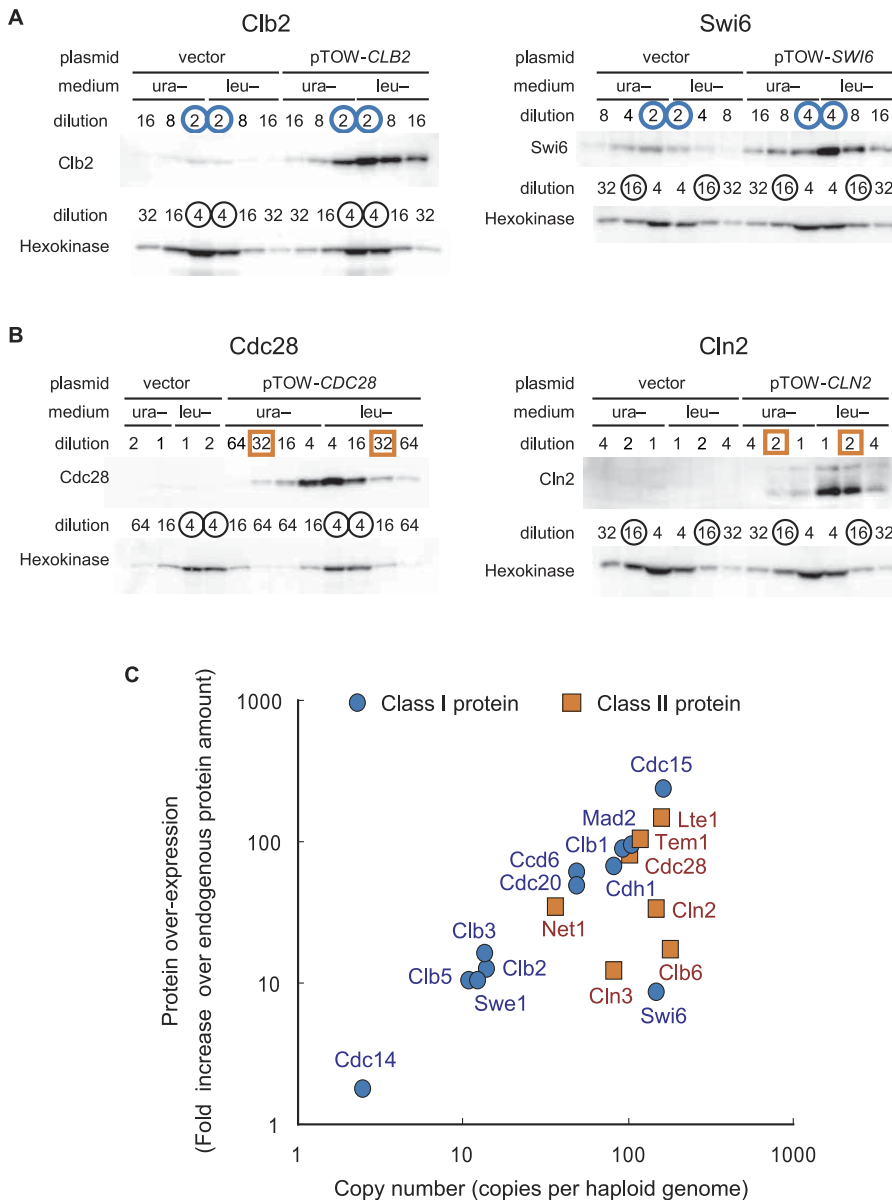 A
Clb2
plasmid vector pTOW-CLB2
medium ura– leu– ura– leu–
dilution 16 8 2 2 8 16 16 8 2 2 8 16
Clb2
dilution 32 16 4 4 16 32 32 16 4 4 16 32
Hexokinase
Swi6
plasmid vector pTOW-SWI6
medium ura– leu– ura– leu–
dilution 8 4 2 2 4 8 16 8 4 4 8 16
Swi6
dilution 32 16 4 4 16 32 32 16 4 4 16 32
Hexokinase
B
Cdc28
plasmid vector pTOW-CDC28
medium ura– leu– ura– leu–
dilution 2 1 1 2 64 32 16 4 4 16 32 64
Cdc28
dilution 64 16 4 4 16 64 64 16 4 4 16 64
Hexokinase
Cln2
plasmid vector pTOW-CLN2
medium ura– leu– ura– leu–
dilution 4 2 1 1 2 4 4 2 1 1 2 4
Cln2
dilution 32 16 4 4 16 32 32 16 4 4 16 32
Hexokinase
C
Protein over-expression
(Fold increase over endogenous protein amount)
1000
100
10
1
Class I protein
Class II protein
Cdc15
Mad2
Lte1
Clb1
Tem1
Ccd6
Cdc28
Cdc20
Cdh1
Net1
Cln2
Clb3
Clb2
Clb6
Clb5
Swe1
Cln3
Swi6
Cdc14
1 10 100 1000
Copy number (copies per haploid genome)